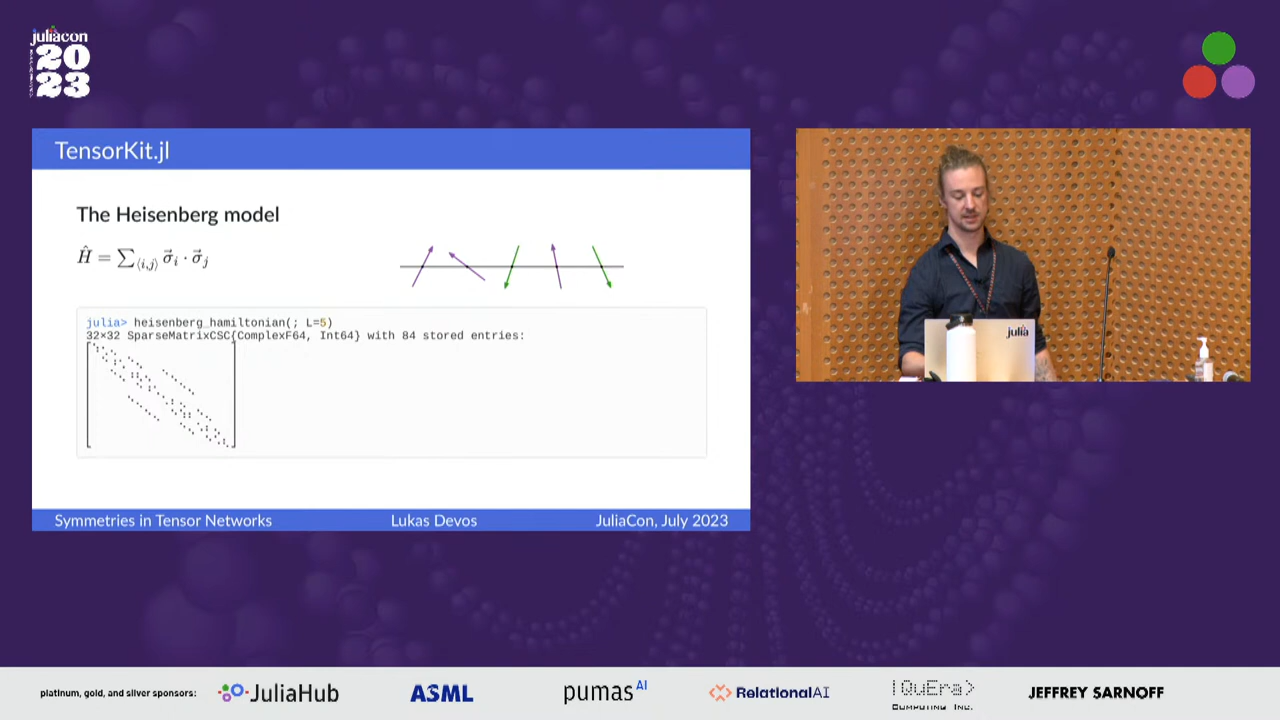 juliacon
20
23
TensorKit.jl
The Heisenberg model
Ĥ = ∑⟨i,j⟩ σ⃗i · σ⃗j
julia> heisenberg_hamiltonian(; L=5)
32×32 SparseMatrixCSC{ComplexF64, Int64} with 84 stored entries:
Symmetries in Tensor Networks
Lukas Devos
JuliaCon, July 2023
julia
platinum, gold, and silver sponsors:
JuliaHub
ASML
pumas AI
RelationalAI
|QuEra>
COMPUTING INC.
JEFFREY SARNOFF